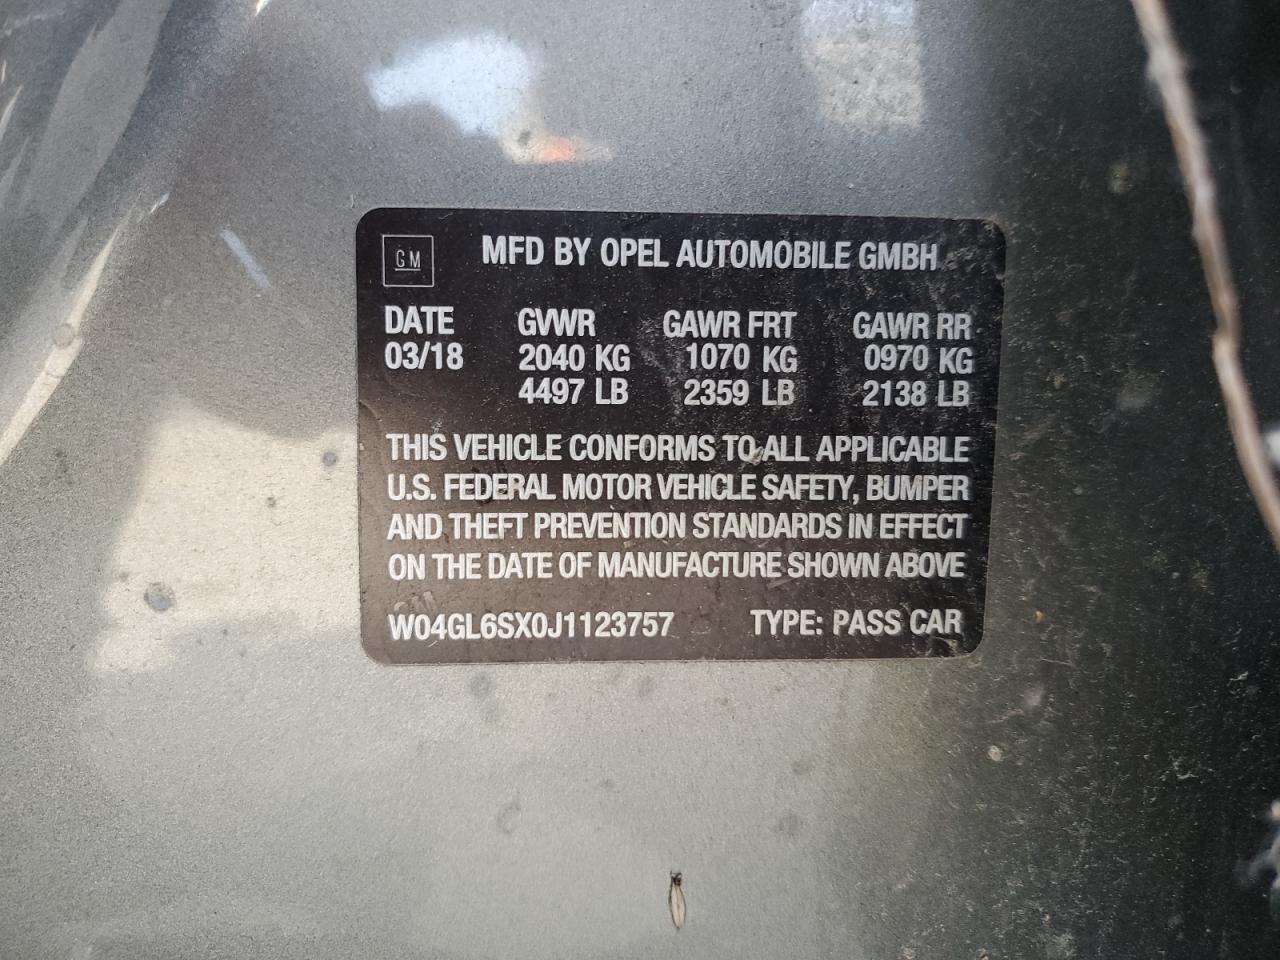 GM
MFD BY OPEL AUTOMOBILE GMBH
DATE GVWR GAWR FRT GAWR RR
03/18 2040 KG 1070 KG 0970 KG
4497 LB 2359 LB 2138 LB
THIS VEHICLE CONFORMS TO ALL APPLICABLE
U.S. FEDERAL MOTOR VEHICLE SAFETY, BUMPER
AND THEFT PREVENTION STANDARDS IN EFFECT
ON THE DATE OF MANUFACTURE SHOWN ABOVE
W04GL6SX0J1123757 TYPE: PASS CAR